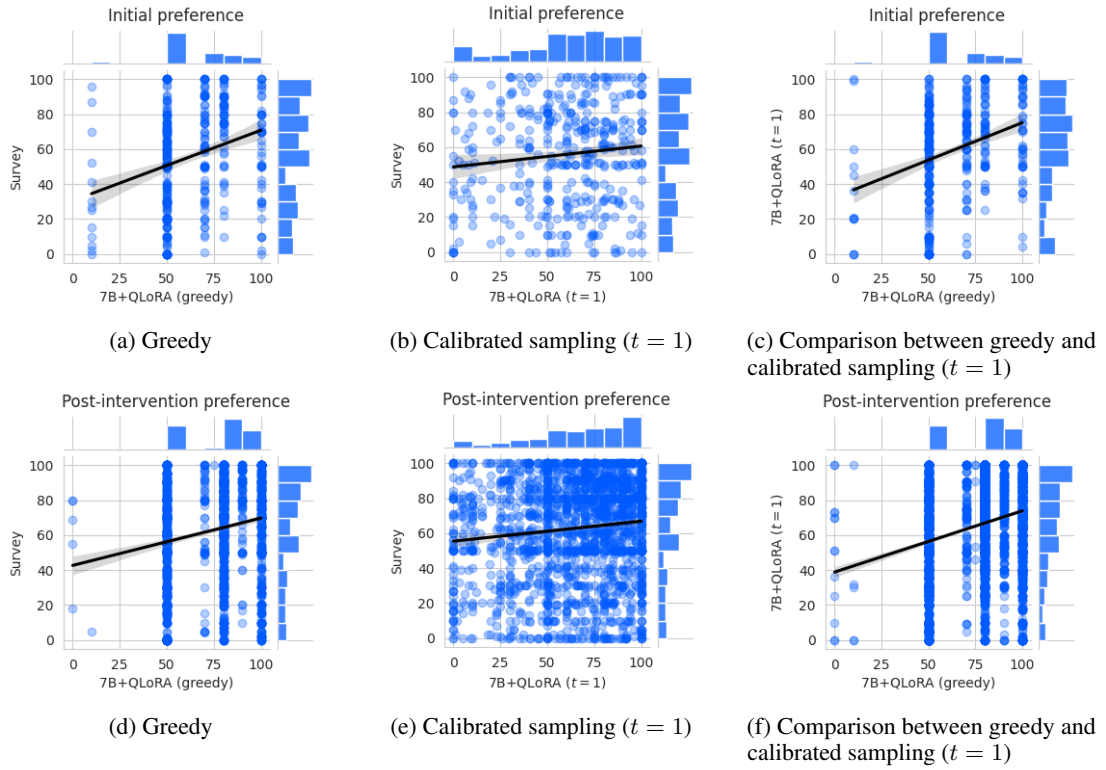 Initial preference
100
80
60
40
20
0
Survey
0 25 50 75 100
7B+QLoRA (greedy)
(a) Greedy
Initial preference
100
80
60
40
20
0
Survey
0 25 50 75 100
7B+QLoRA (t = 1)
(b) Calibrated sampling (t = 1)
Initial preference
100
80
60
40
20
0
7B+QLoRA (t = 1)
0 25 50 75 100
7B+QLoRA (greedy)
(c) Comparison between greedy and
calibrated sampling (t = 1)
Post-intervention preference
100
80
60
40
20
0
Survey
0 25 50 75 100
7B+QLoRA (greedy)
(d) Greedy
Post-intervention preference
100
80
60
40
20
0
Survey
0 25 50 75 100
7B+QLoRA (t = 1)
(e) Calibrated sampling (t = 1)
Post-intervention preference
100
80
60
40
20
0
7B+QLoRA (t = 1)
0 25 50 75 100
7B+QLoRA (greedy)
(f) Comparison between greedy and
calibrated sampling (t = 1)